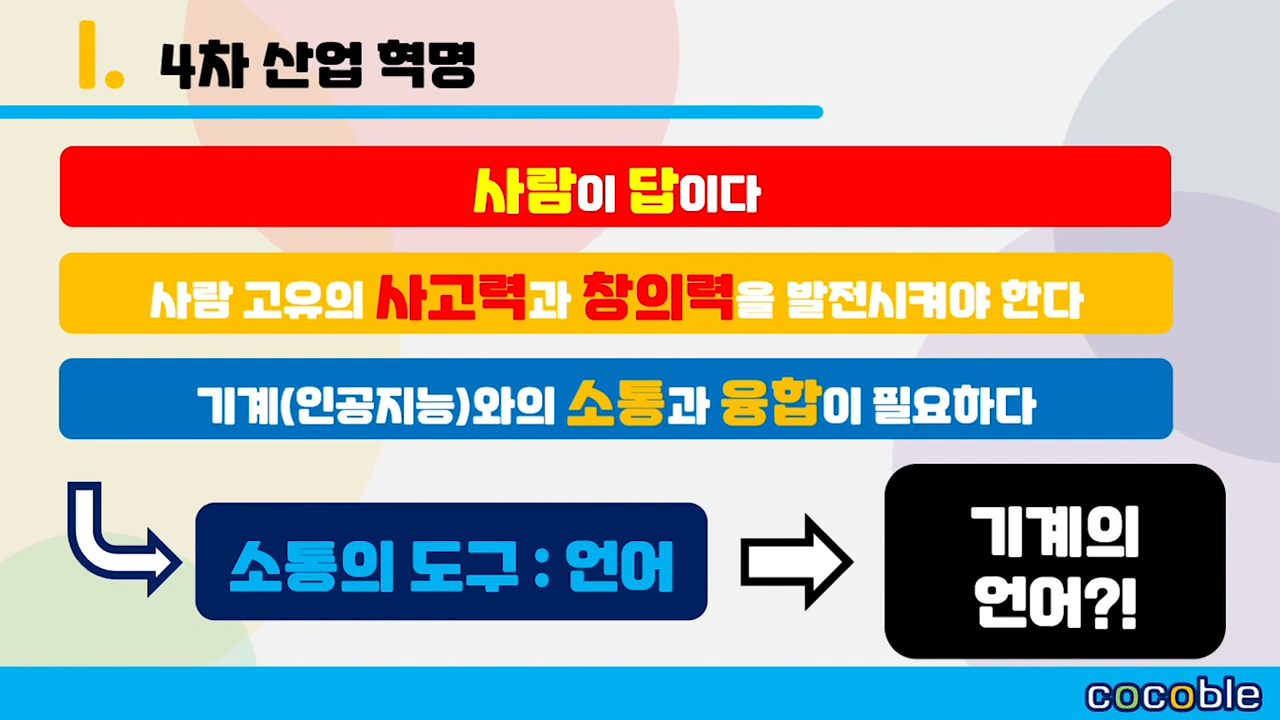 I. 4차 산업 혁명
사람이 답이다
사람 고유의 사고력과 창의력을 발전시켜야 한다
기계(인공지능)와의 소통과 융합이 필요하다
소통의 도구 : 언어
기계의
언어?!
cocoble